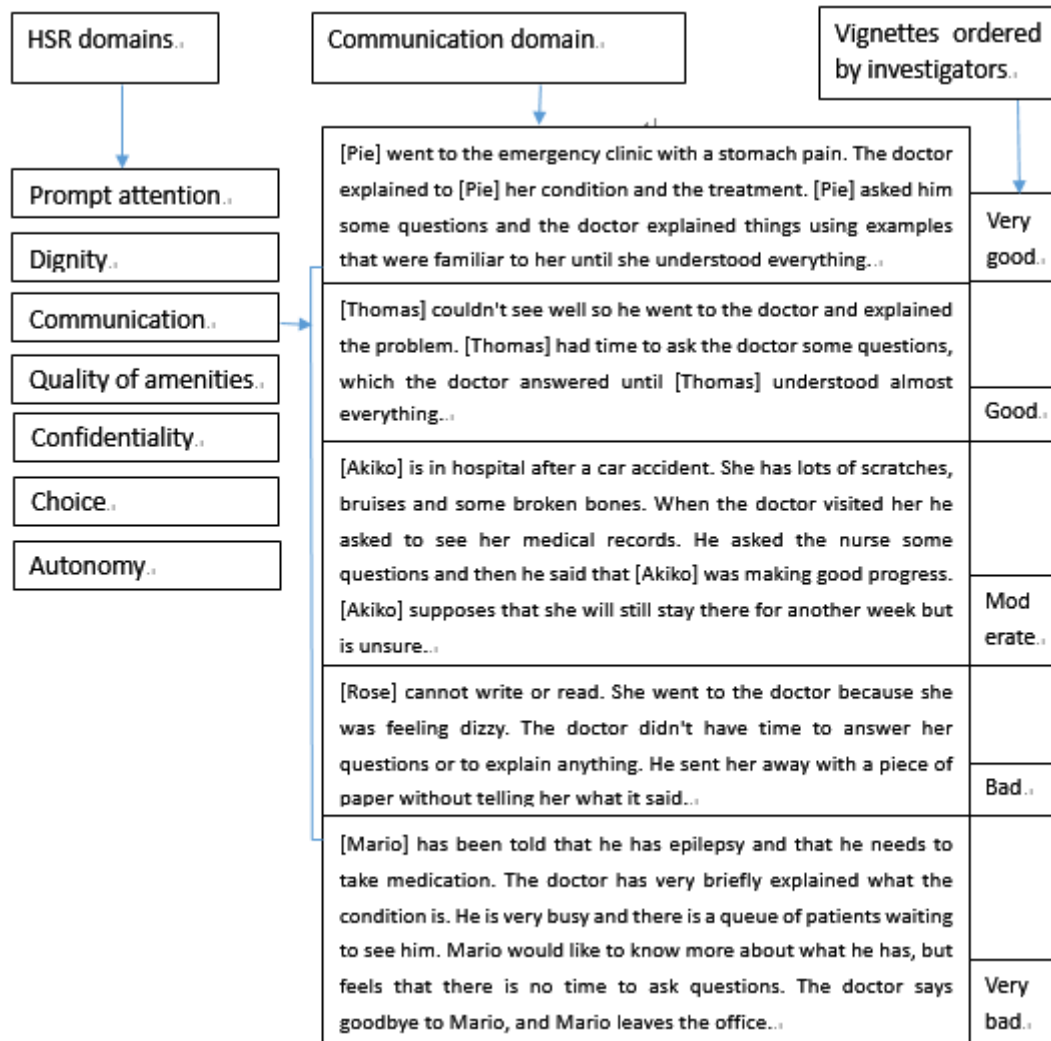 HSR domains.
Communication domain.
Vignettes ordered
by investigators.
Prompt attention.
Dignity.
Communication.
Quality of amenities.
Confidentiality.
Choice.
Autonomy.
[Pie] went to the emergency clinic with a stomach pain. The doctor
explained to [Pie] her condition and the treatment. [Pie] asked him
some questions and the doctor explained things using examples
that were familiar to her until she understood everything.
Very
good.
[Thomas] couldn't see well so he went to the doctor and explained
the problem. [Thomas] had time to ask the doctor some questions,
which the doctor answered until [Thomas] understood almost
everything.
Good.
[Akiko] is in hospital after a car accident. She has lots of scratches,
bruises and some broken bones. When the doctor visited her he
asked to see her medical records. He asked the nurse some
questions and then he said that [Akiko] was making good progress.
[Akiko] supposes that she will still stay there for another week but
is unsure.
Mod
erate.
[Rose] cannot write or read. She went to the doctor because she
was feeling dizzy. The doctor didn't have time to answer her
questions or to explain anything. He sent her away with a piece of
paper without telling her what it said.
Bad.
[Mario] has been told that he has epilepsy and that he needs to
take medication. The doctor has very briefly explained what the
condition is. He is very busy and there is a queue of patients waiting
to see him. Mario would like to know more about what he has, but
feels that there is no time to ask questions. The doctor says
goodbye to Mario, and Mario leaves the office.
Very
bad.